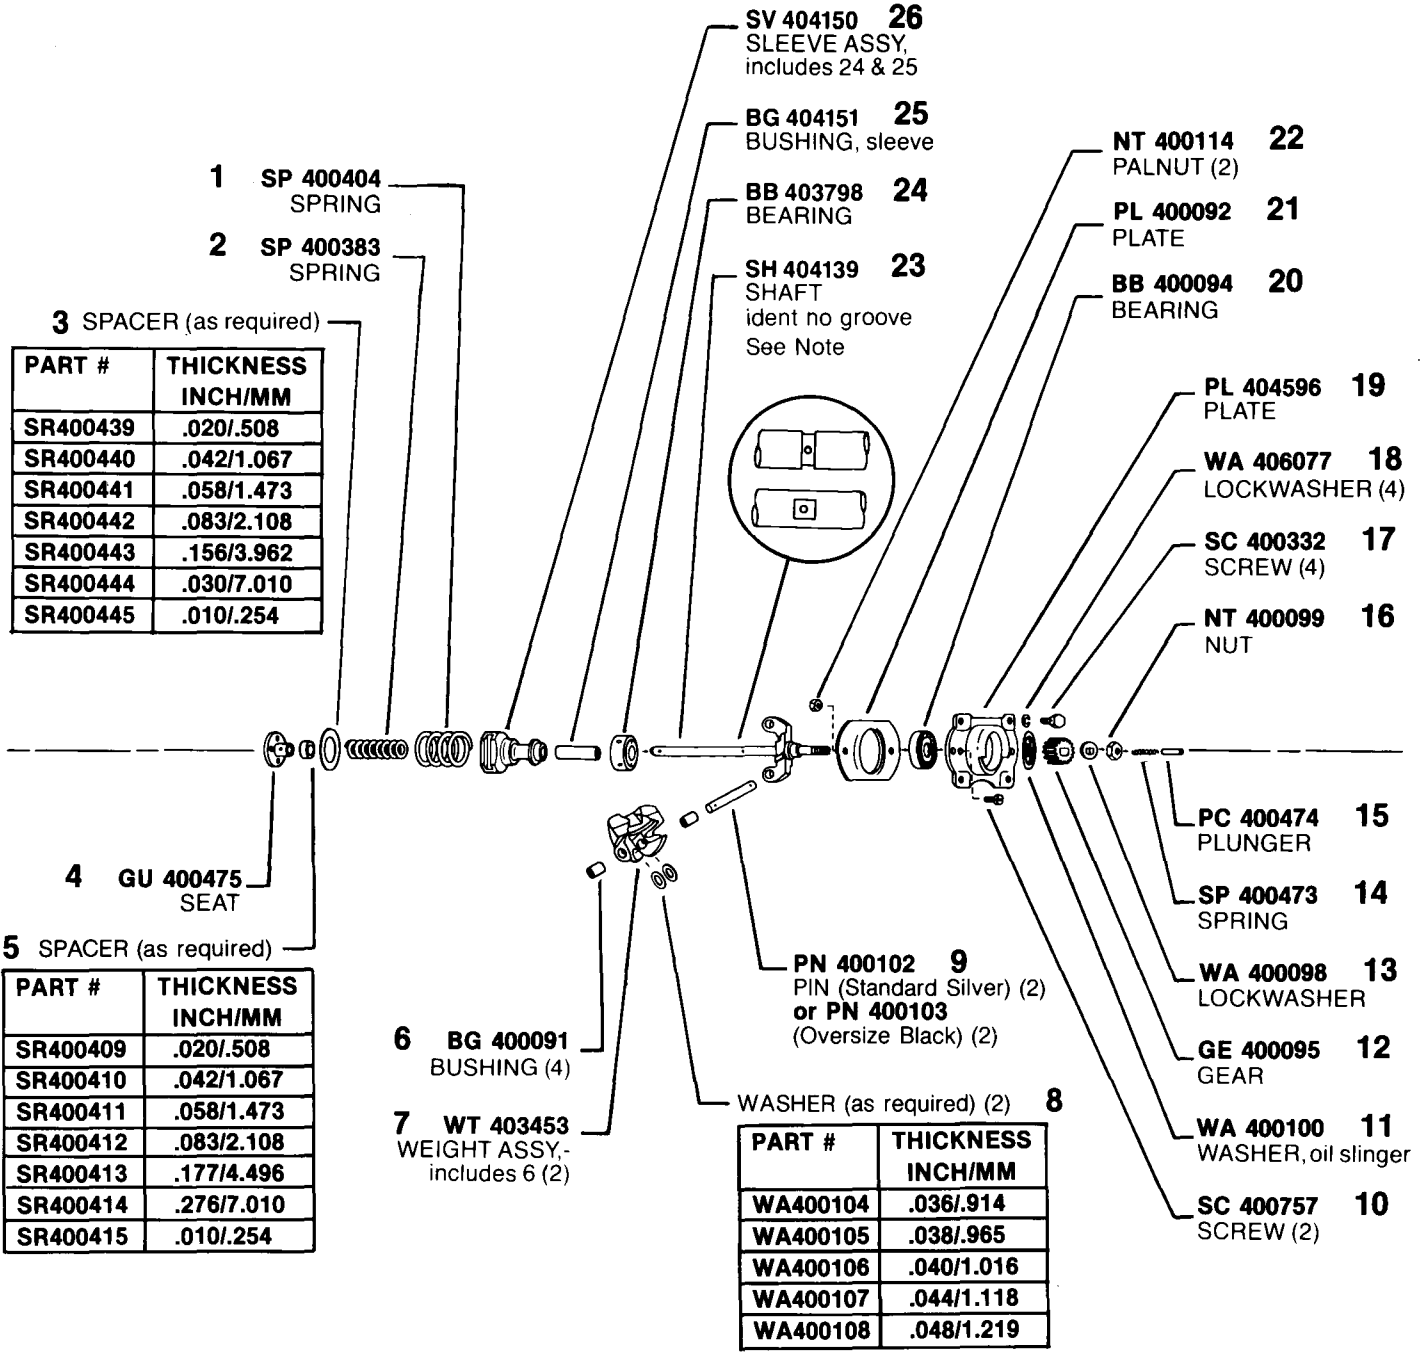 SV 404150 26
SLEEVE ASSY,
includes 24 & 25
BG 404151 25
BUSHING, sleeve
BB 403798 24
BEARING
SH 404139 23
SHAFT
ident no groove
See Note
NT 400114 22
PALNUT (2)
PL 400092 21
PLATE
BB 400094 20
BEARING
PL 404596 19
PLATE
WA 406077 18
LOCKWASHER (4)
SC 400332 17
SCREW (4)
NT 400099 16
NUT
1 SP 400404
SPRING
2 SP 400383
SPRING
3 SPACER (as required)
PART # THICKNESS
INCH/MM
SR400439 .020/.508
SR400440 .042/1.067
SR400441 .058/1.473
SR400442 .083/2.108
SR400443 .156/3.962
SR400444 .030/7.010
SR400445 .010/.254
4 GU 400475
SEAT
5 SPACER (as required)
PART # THICKNESS
INCH/MM
SR400409 .020/.508
SR400410 .042/1.067
SR400411 .058/1.473
SR400412 .083/2.108
SR400413 .177/4.496
SR400414 .276/7.010
SR400415 .010/.254
6 BG 400091
BUSHING (4)
7 WT 403453
WEIGHT ASSY,-
includes 6 (2)
PN 400102 9
PIN (Standard Silver) (2)
or PN 400103
(Oversize Black) (2)
WASHER (as required) (2) 8
PART # THICKNESS
INCH/MM
WA400104 .036/.914
WA400105 .038/.965
WA400106 .040/1.016
WA400107 .044/1.118
WA400108 .048/1.219
PC 400474 15
PLUNGER
SP 400473 14
SPRING
WA 400098 13
LOCKWASHER
GE 400095 12
GEAR
WA 400100 11
WASHER, oil slinger
SC 400757 10
SCREW (2)